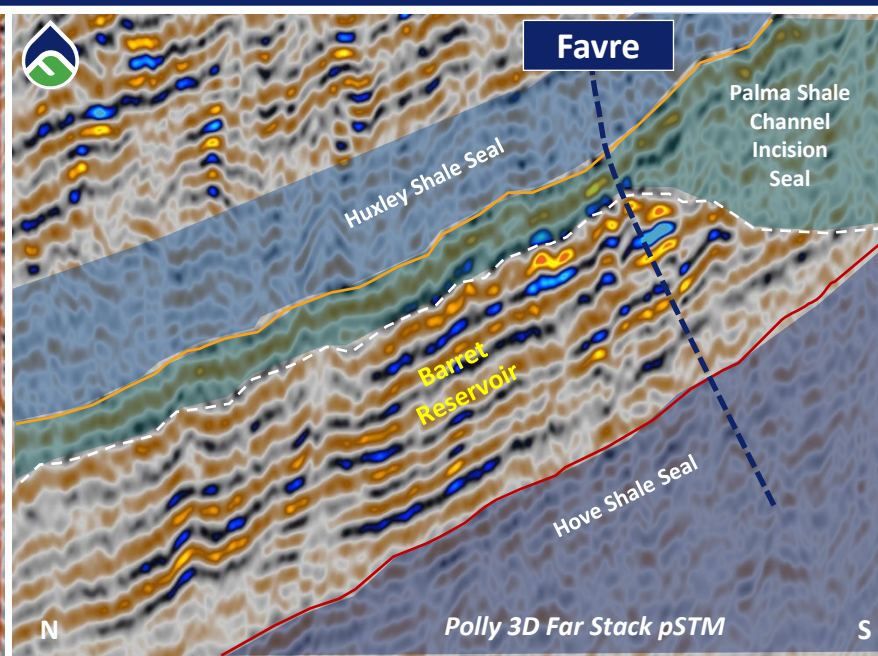 Favre
Palma Shale
Channel
Incision
Seal
Huxley Shale Seal
Barret
Reservoir
Hove Shale Seal
N
Polly 3D Far Stack pSTM
S